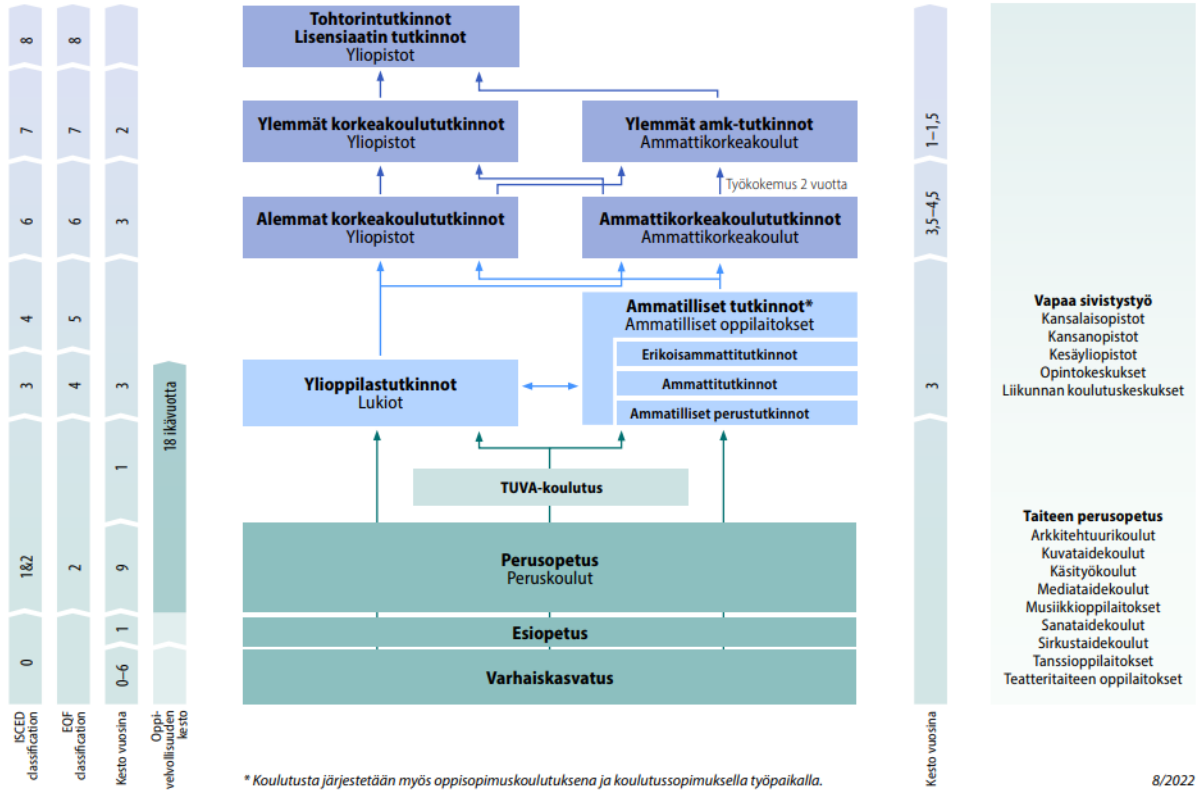 8
7
6
4
3
1&2
0
ISCED
classification
8
7
6
5
4
2
EQF
classification
2
3
3
1
9
1
0–6
Kesto vuosina
18 ikävuotta
Oppi-
velvollisuuden
kesto
Tohtorintutkinnot
Lisensiaatin tutkinnot
Yliopistot
Ylemmät korkeakoulututkinnot
Yliopistot
Ylemmät amk-tutkinnot
Ammattikorkeakoulut
Työkokemus 2 vuotta
Alemmat korkeakoulututkinnot
Yliopistot
Ammattikorkeakoulututkinnot
Ammattikorkeakoulut
Ammatilliset tutkinnot*
Ammatilliset oppilaitokset
Erikoisammattitutkinnot
Ammattitutkinnot
Ammatilliset perustutkinnot
Ylioppilastutkinnot
Lukiot
TUVA-koulutus
Perusopetus
Peruskoulut
Esiopetus
Varhaiskasvatus
1–1,5
3,5–4,5
3
Kesto vuosina
Vapaa sivistystyö
Kansalaisopistot
Kansanopistot
Kesäyliopistot
Opintokeskukset
Liikunnan koulutuskeskukset
Taiteen perusopetus
Arkkitehtuurikoulut
Kuvataidekoulut
Käsityökoulut
Mediataidekoulut
Musiikkioppilaitokset
Sanataidekoulut
Sirkustaidekoulut
Tanssioppilaitokset
Teatteritaiteen oppilaitokset
* Koulutusta järjestetään myös oppisopimuskoulutuksena ja koulutussopimuksella työpaikalla.
8/2022